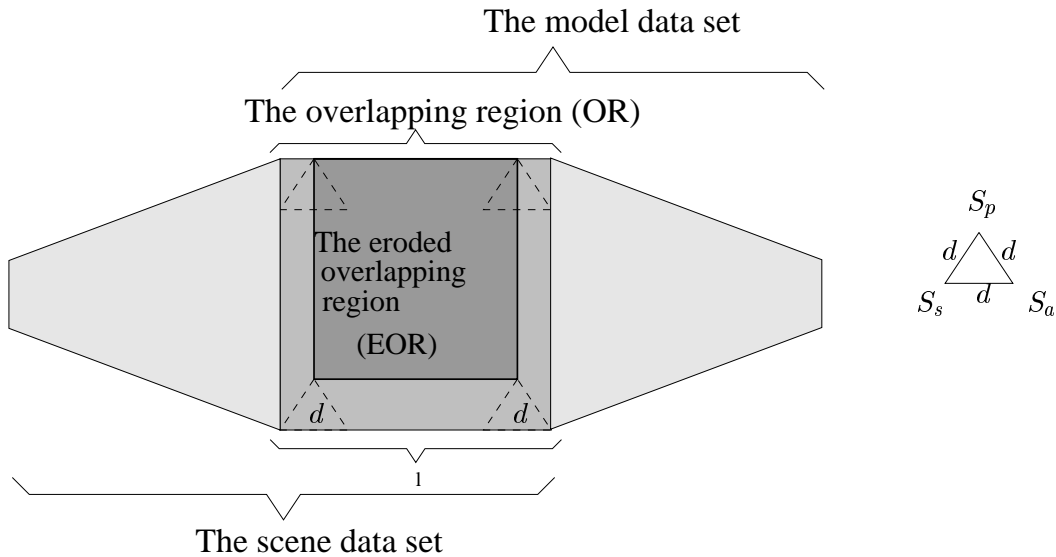 The model data set
The overlapping region (OR)
S_p
The eroded
d d
overlapping
region
d
S_s S_a
(EOR)
d d
l
The scene data set